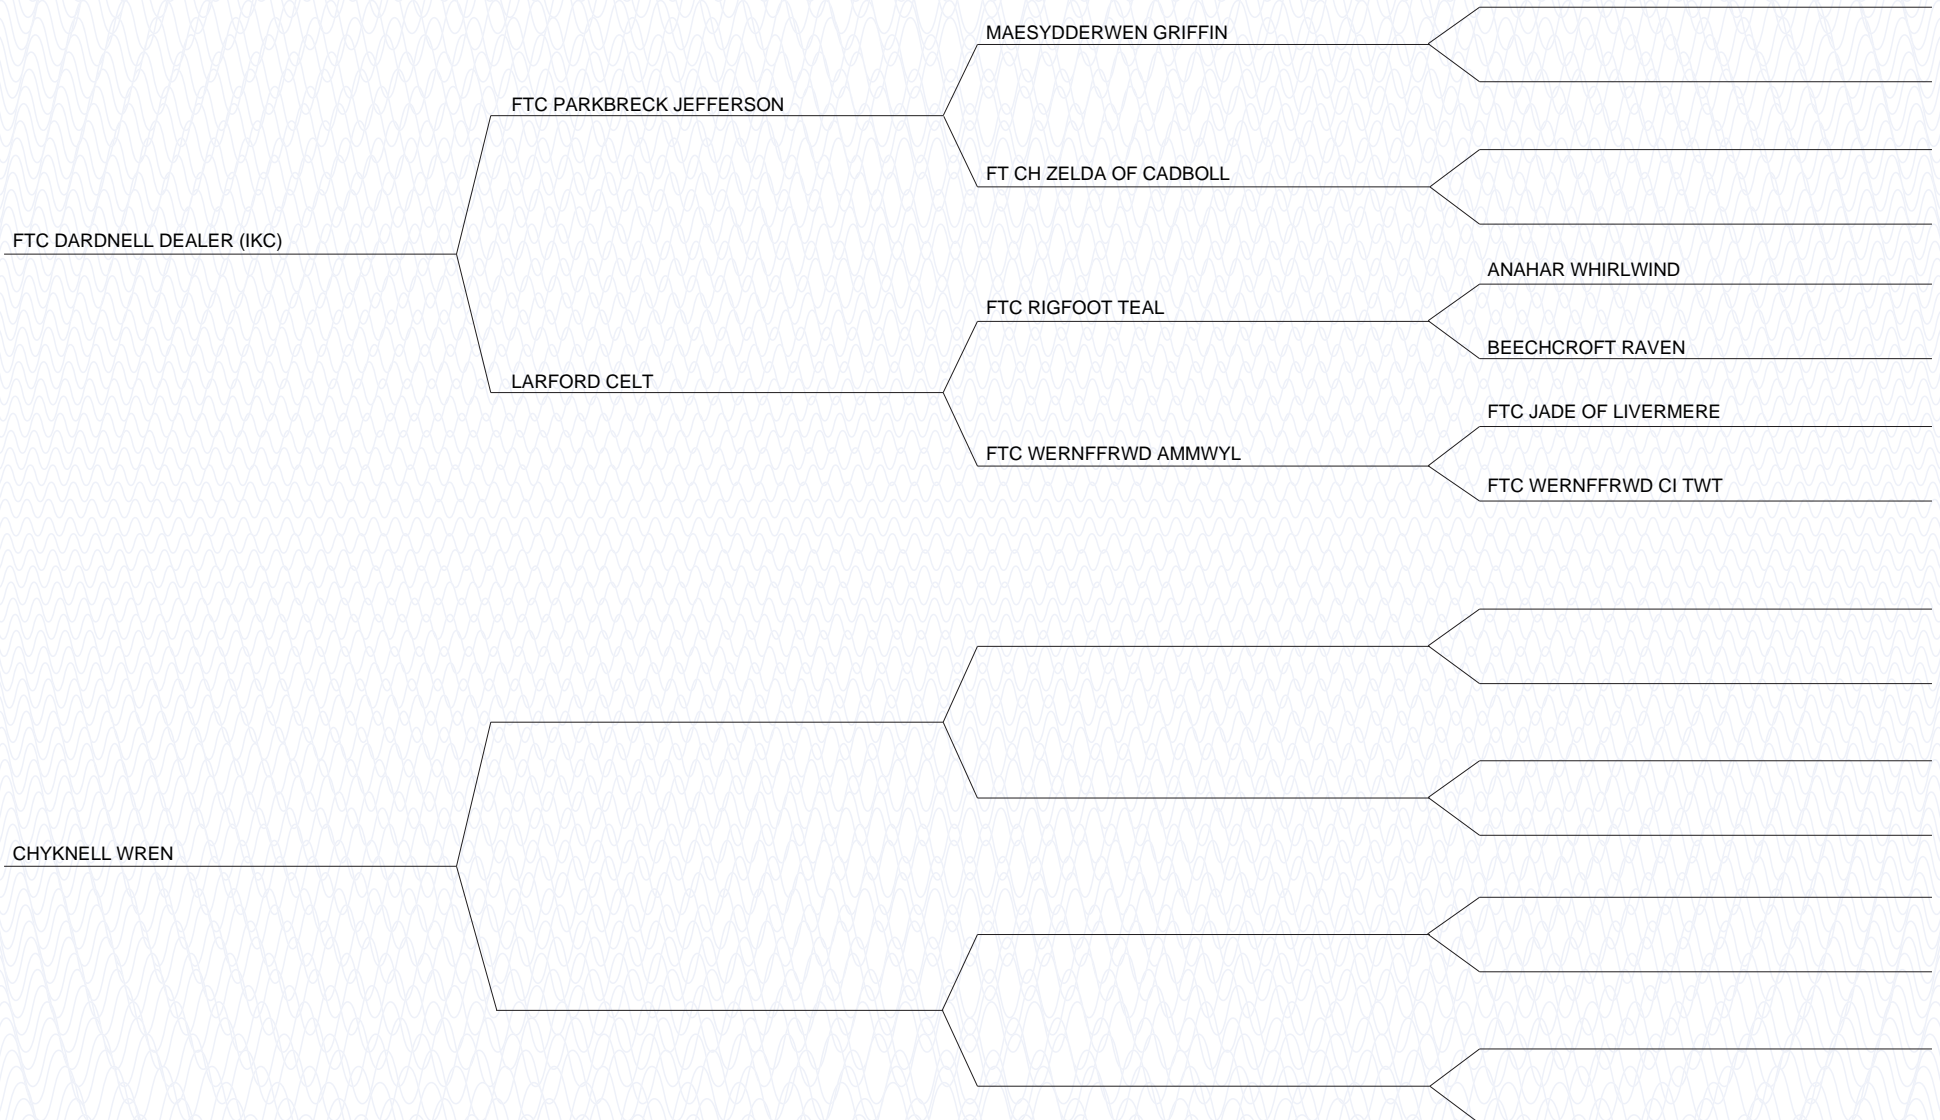 MAESYDDERWEN GRIFFIN
FTC PARKBRECK JEFFERSON
FT CH ZELDA OF CADBOLL
FTC DARDNELL DEALER (IKC)
ANAHAR WHIRLWIND
FTC RIGFOOT TEAL
BEECHCROFT RAVEN
LARFORD CELT
FTC JADE OF LIVERMERE
FTC WERNFFRWD AMMWYL
FTC WERNFFRWD CI TWT
CHYKNELL WREN